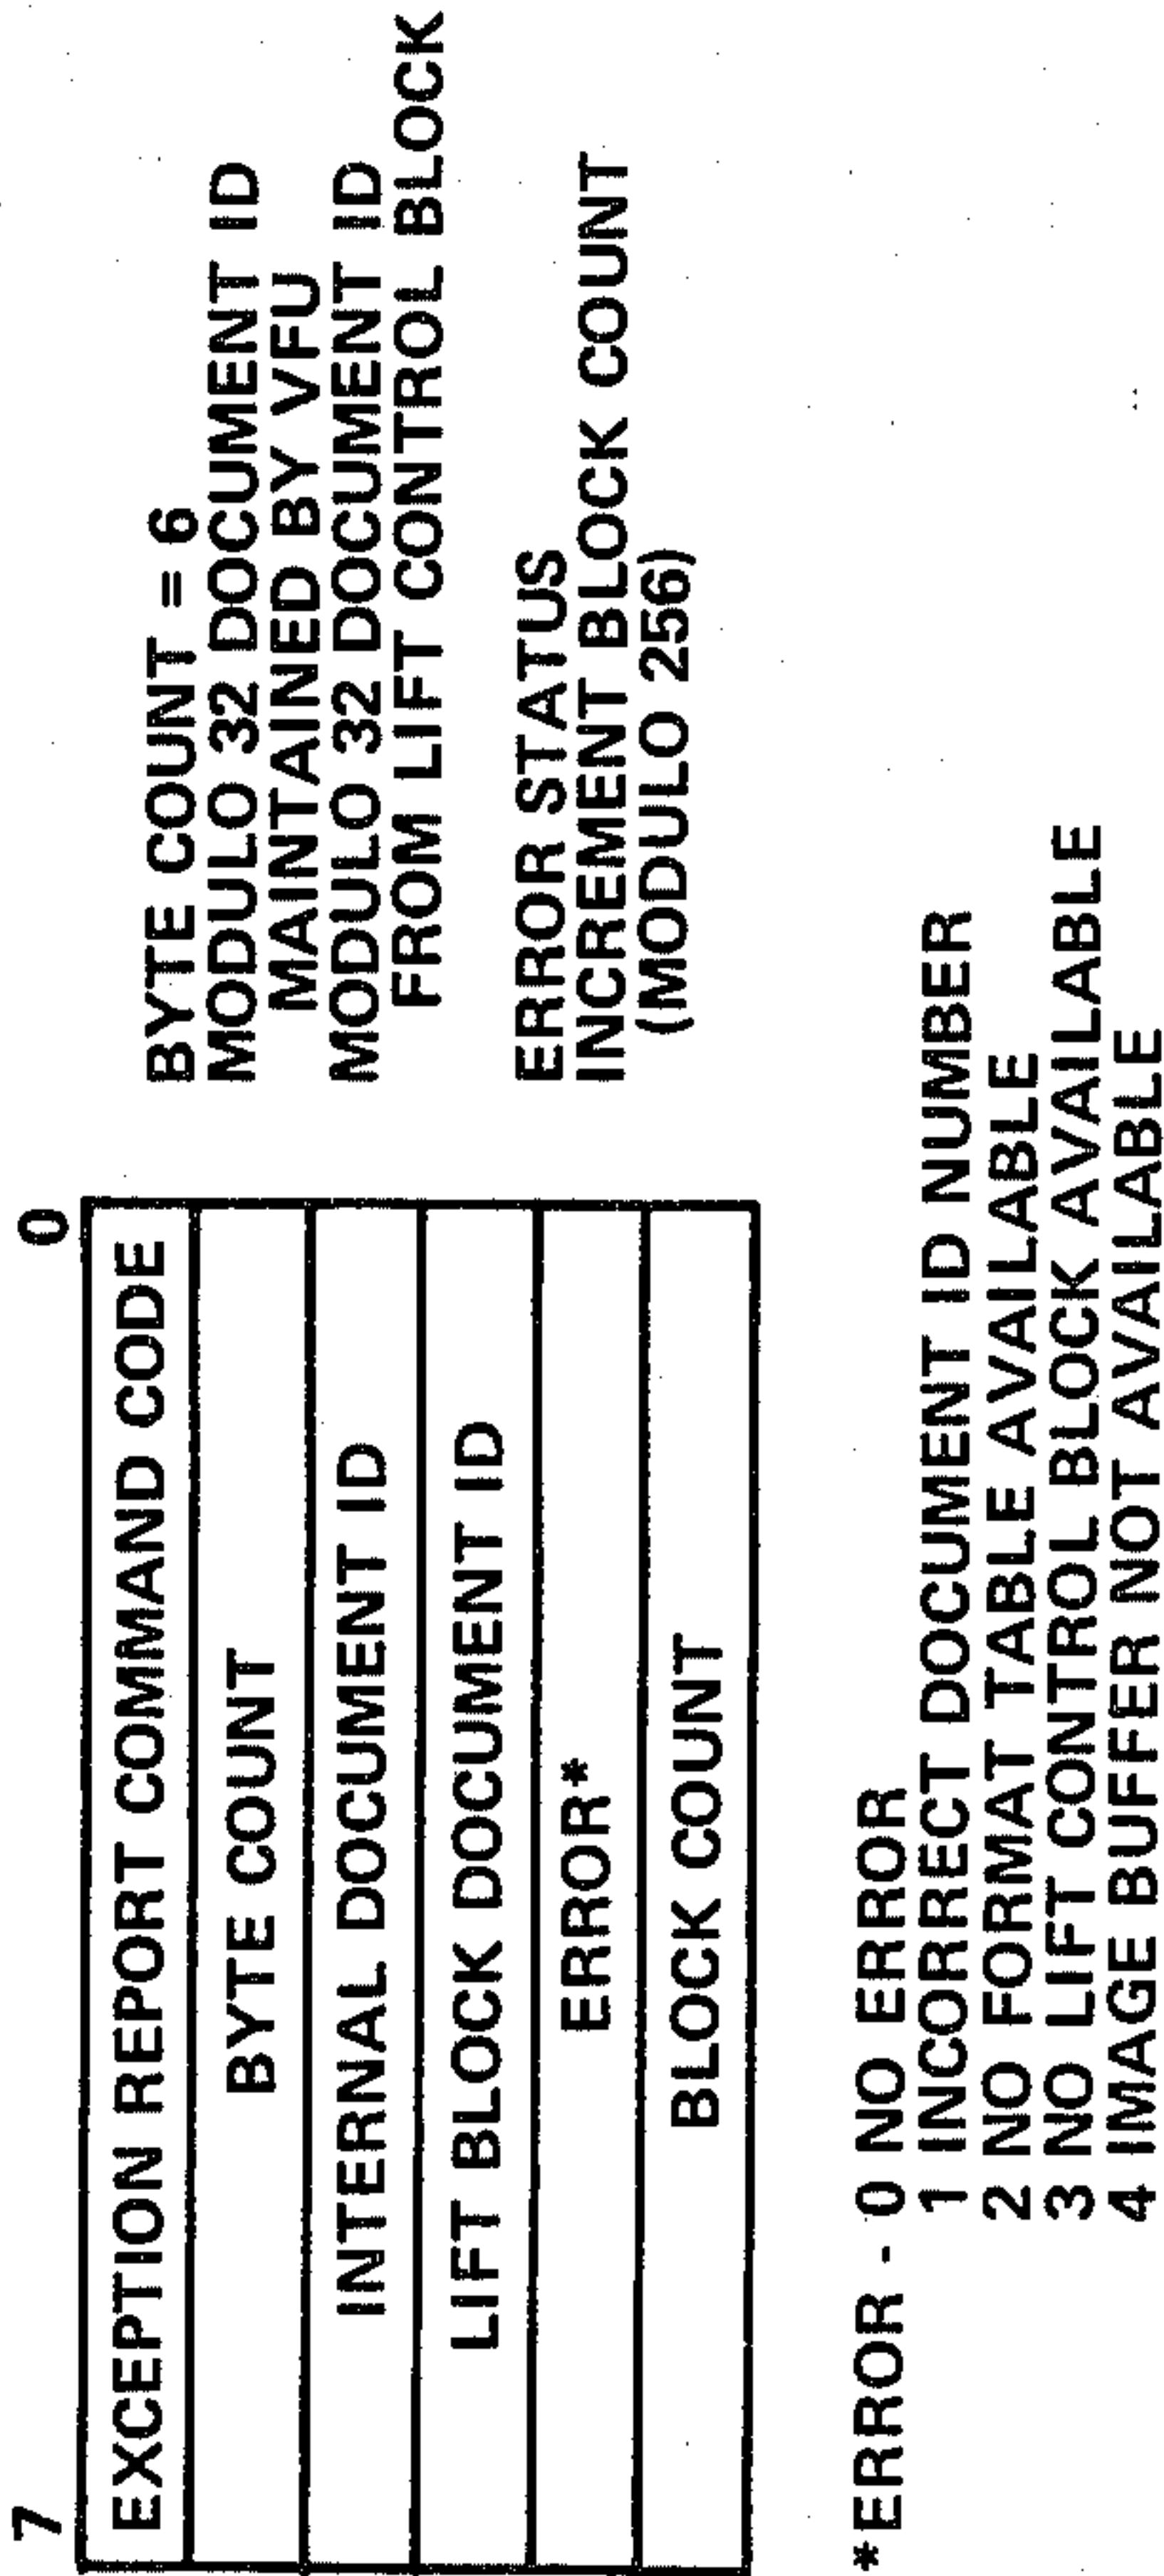 7 0
EXCEPTION REPORT COMMAND CODE
BYTE COUNT
INTERNAL DOCUMENT ID
LIFT BLOCK DOCUMENT ID
ERROR*
BLOCK COUNT
BYTE COUNT = 6
MODULO 32 DOCUMENT ID
MAINTAINED BY VFU
MODULO 32 DOCUMENT ID
FROM LIFT CONTROL BLOCK
ERROR STATUS
INCREMENT BLOCK COUNT
(MODULO 256)
*ERROR - 0 NO ERROR
1 INCORRECT DOCUMENT ID NUMBER
2 NO FORMAT TABLE AVAILABLE
3 NO LIFT CONTROL BLOCK AVAILABLE
4 IMAGE BUFFER NOT AVAILABLE